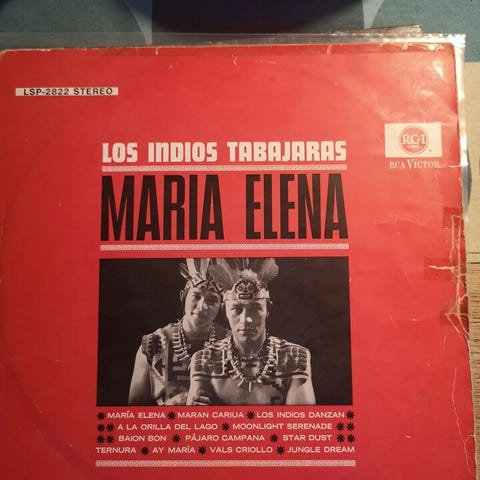 LSP-2822 STEREO
LOS INDIOS TABAJARAS
RCA
RCA VICTOR
MARIA ELENA
MARÍA ELENA * MARAN CARIUA * LOS INDIOS DANZAN *
** A LA ORILLA DEL LAGO * MOONLIGHT SERENADE **
** BAION BON * PÁJARO CAMPANA * STAR DUST **
TERNURA * AY MARÍA * VALS CRIOLLO * JUNGLE DREAM